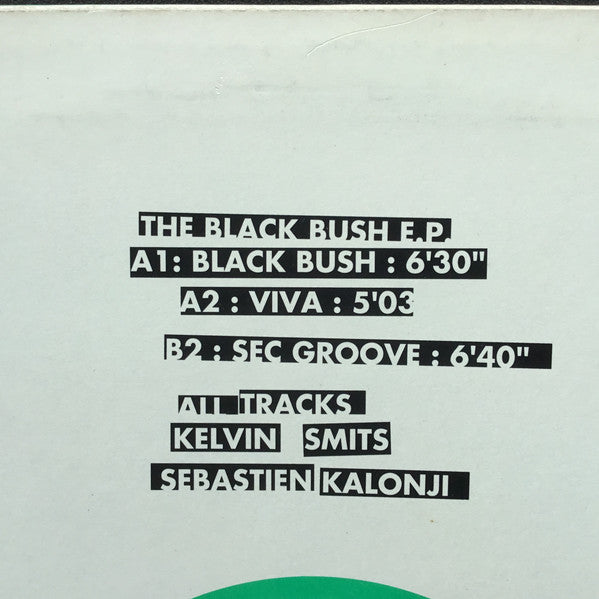 THE BLACK BUSH E.P.
A1: BLACK BUSH : 6'30"
A2 : VIVA : 5'03
B2 : SEC GROOVE : 6'40"
ALL TRACKS
KELVIN SMITS
SEBASTIEN KALONJI